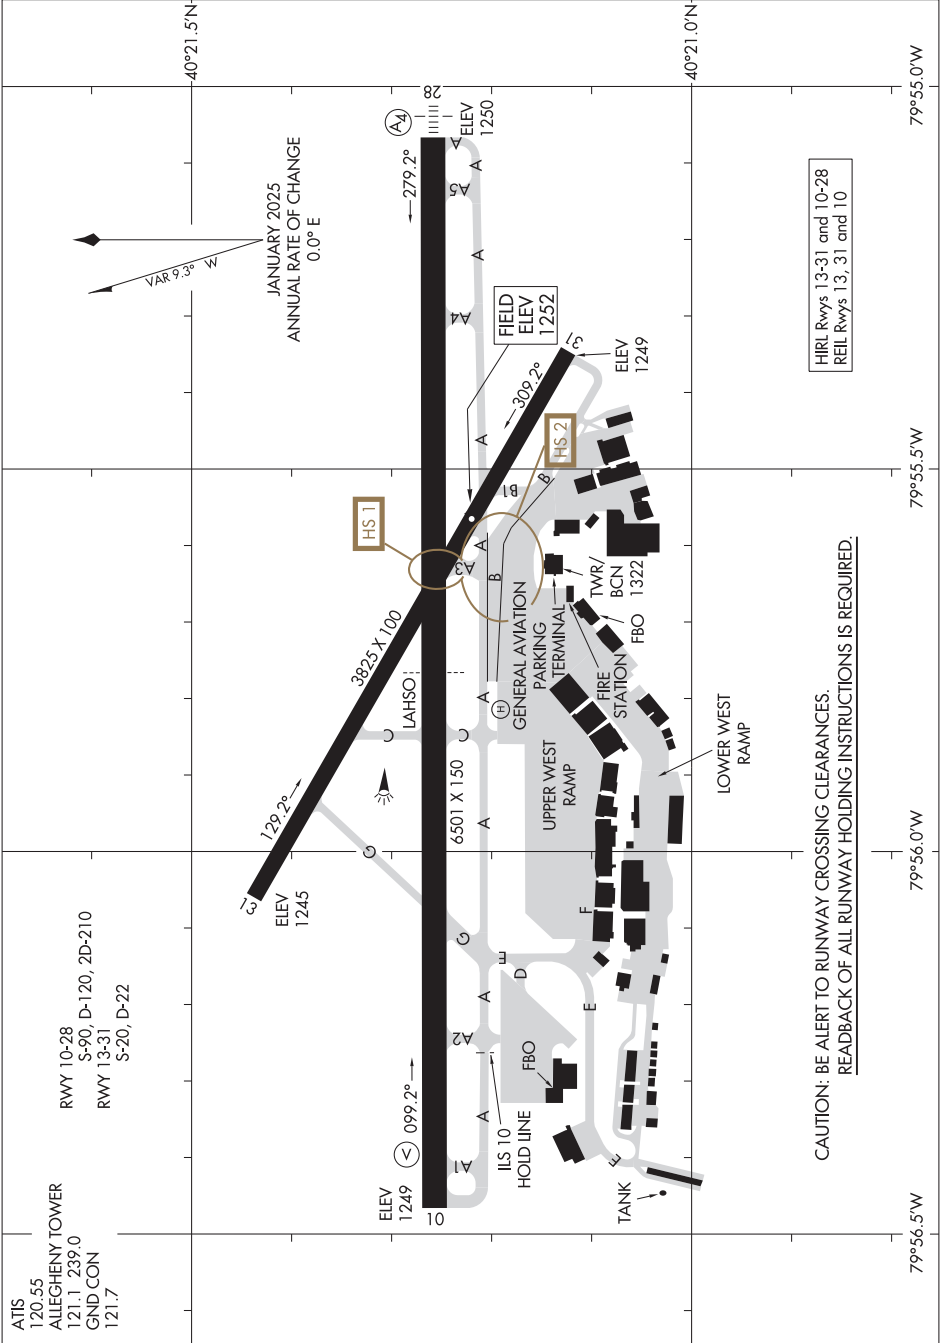 ATIS
120.55
ALLEGHENY TOWER
121.1 239.0
GND CON
121.7
RWY 10-28
S-90, D-120, 2D-210
RWY 13-31
S-20, D-22
JANUARY 2025
ANNUAL RATE OF CHANGE
0.0° E
VAR 9.3° W
40°21.5'N
40°21.0'N
79°56.5'W
79°56.0'W
79°55.5'W
79°55.0'W
13
ELEV
1245
129.2°
3825 X 100
HS 1
G
C
LAHSO
A4
28
ELEV
1250
279.2°
ELEV
1249
10
V
099.2°
6501 X 150
A1
A
A2
A
G
A
C
A
A3
A
A
A4
A
A5
A
A
B
B
B1
FIELD
ELEV
1252
309.2°
31
ELEV
1249
HS 2
ILS 10
HOLD LINE
FBO
E
D
E
F
E
TANK
H
GENERAL AVIATION
PARKING
TERMINAL
UPPER WEST
RAMP
FIRE
STATION
FBO
TWR/
BCN
1322
LOWER WEST
RAMP
HIRL Rwys 13-31 and 10-28
REIL Rwys 13, 31 and 10
CAUTION: BE ALERT TO RUNWAY CROSSING CLEARANCES.
READBACK OF ALL RUNWAY HOLDING INSTRUCTIONS IS REQUIRED.